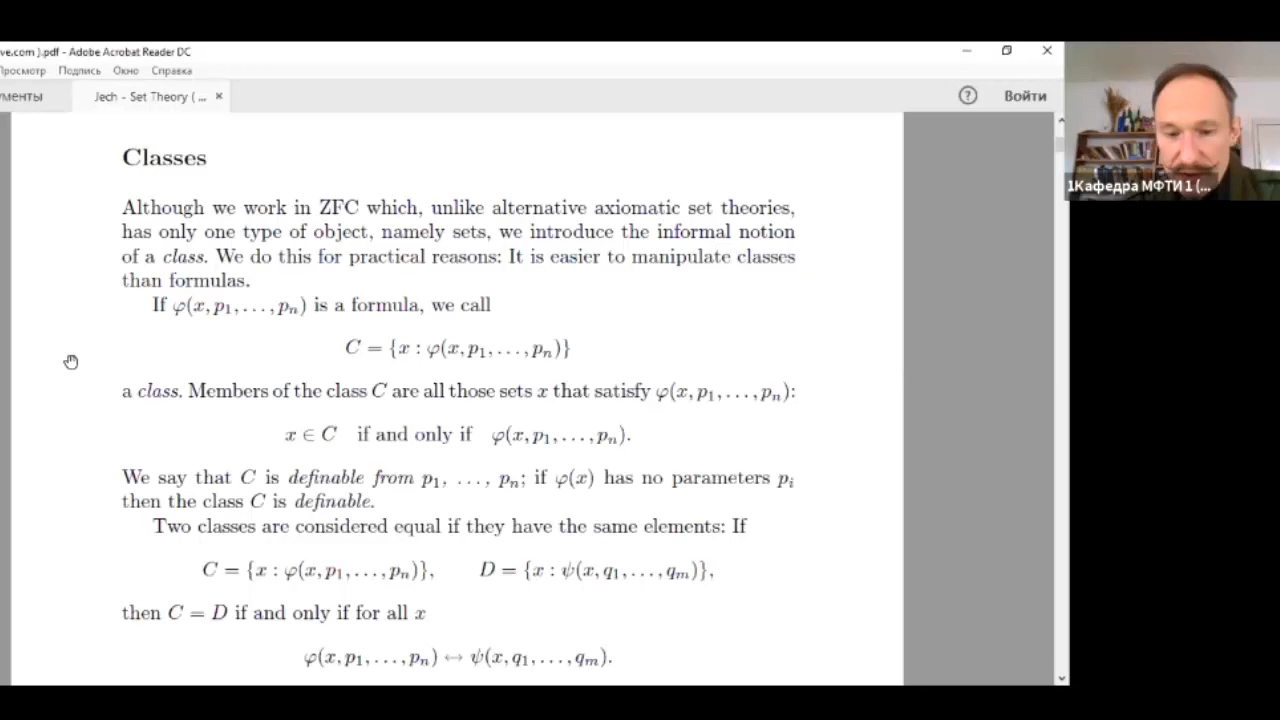 ve.com ].pdf - Adobe Acrobat Reader DC
Просмотр Подпись Окно Справка
Jech - Set Theory ( ... × Войти
Classes
Although we work in ZFC which, unlike alternative axiomatic set theories,
has only one type of object, namely sets, we introduce the informal notion
of a class. We do this for practical reasons: It is easier to manipulate classes
than formulas.
If φ(x, p₁, . . . , pₙ) is a formula, we call
C = {x : φ(x, p₁, . . . , pₙ)}
a class. Members of the class C are all those sets x that satisfy φ(x, p₁, . . . , pₙ):
x ∈ C if and only if φ(x, p₁, . . . , pₙ).
We say that C is definable from p₁, . . . , pₙ; if φ(x) has no parameters pᵢ
then the class C is definable.
Two classes are considered equal if they have the same elements: If
C = {x : φ(x, p₁, . . . , pₙ)}, D = {x : ψ(x, q₁, . . . , qₘ)},
then C = D if and only if for all x
φ(x, p₁, . . . , pₙ) ↔ ψ(x, q₁, . . . , qₘ).
1Кафедра МФТИ 1 (...